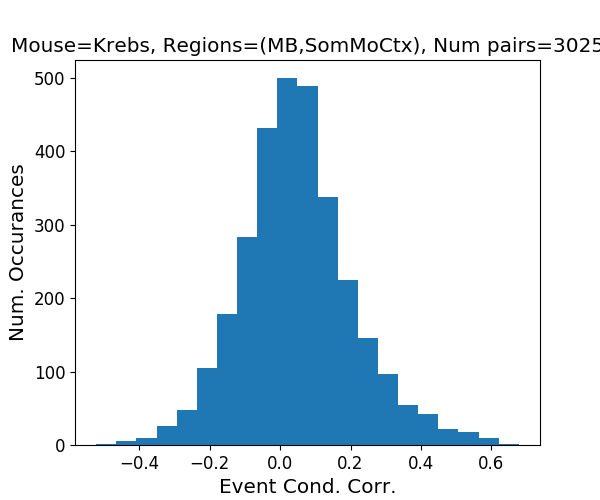 Mouse=Krebs, Regions=(MB,SomMoCtx), Num pairs=3025
500
400
300
200
100
0
Num. Occurances
−0.4 −0.2 0.0 0.2 0.4 0.6
Event Cond. Corr.